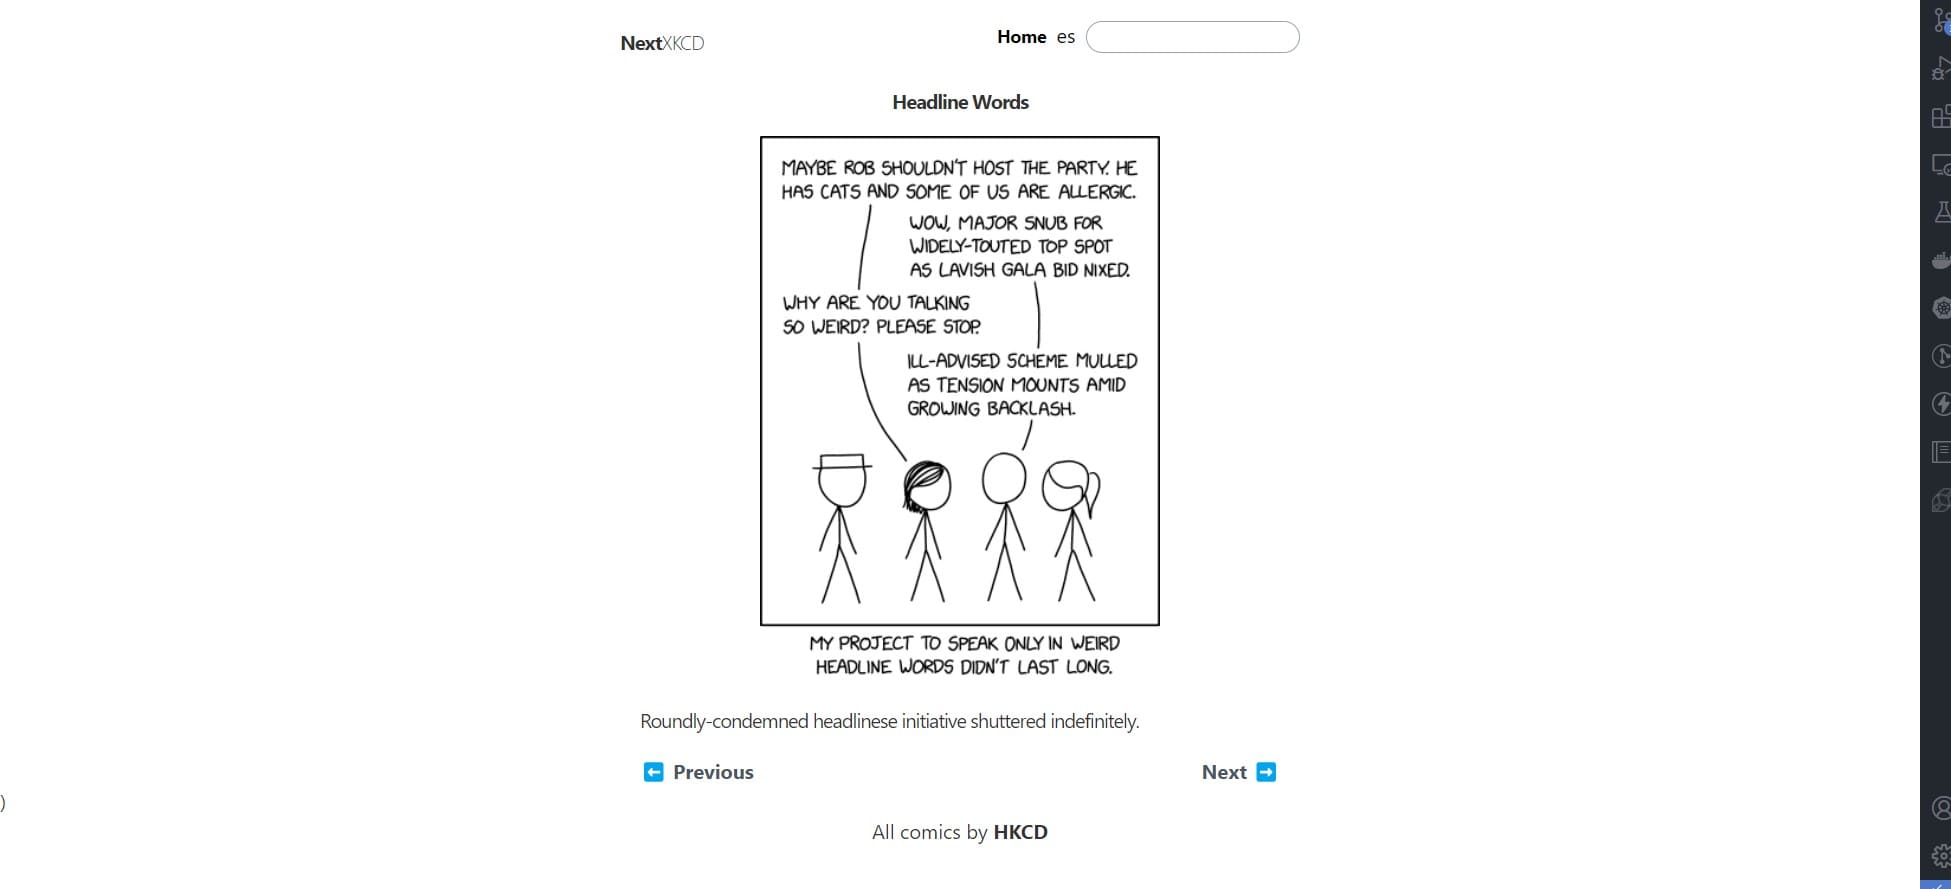 NextXKCD
Home es
Headline Words
MAYBE ROB SHOULDN'T HOST THE PARTY. HE
HAS CATS AND SOME OF US ARE ALLERGIC.
WOW, MAJOR SNUB FOR
WIDELY-TOUTED TOP SPOT
AS LAVISH GALA BID NIXED.
WHY ARE YOU TALKING
SO WEIRD? PLEASE STOP.
ILL-ADVISED SCHEME MULLED
AS TENSION MOUNTS AMID
GROWING BACKLASH.
MY PROJECT TO SPEAK ONLY IN WEIRD
HEADLINE WORDS DIDN'T LAST LONG.
Roundly-condemned headlinese initiative shuttered indefinitely.
Previous
Next
)
All comics by HKCD